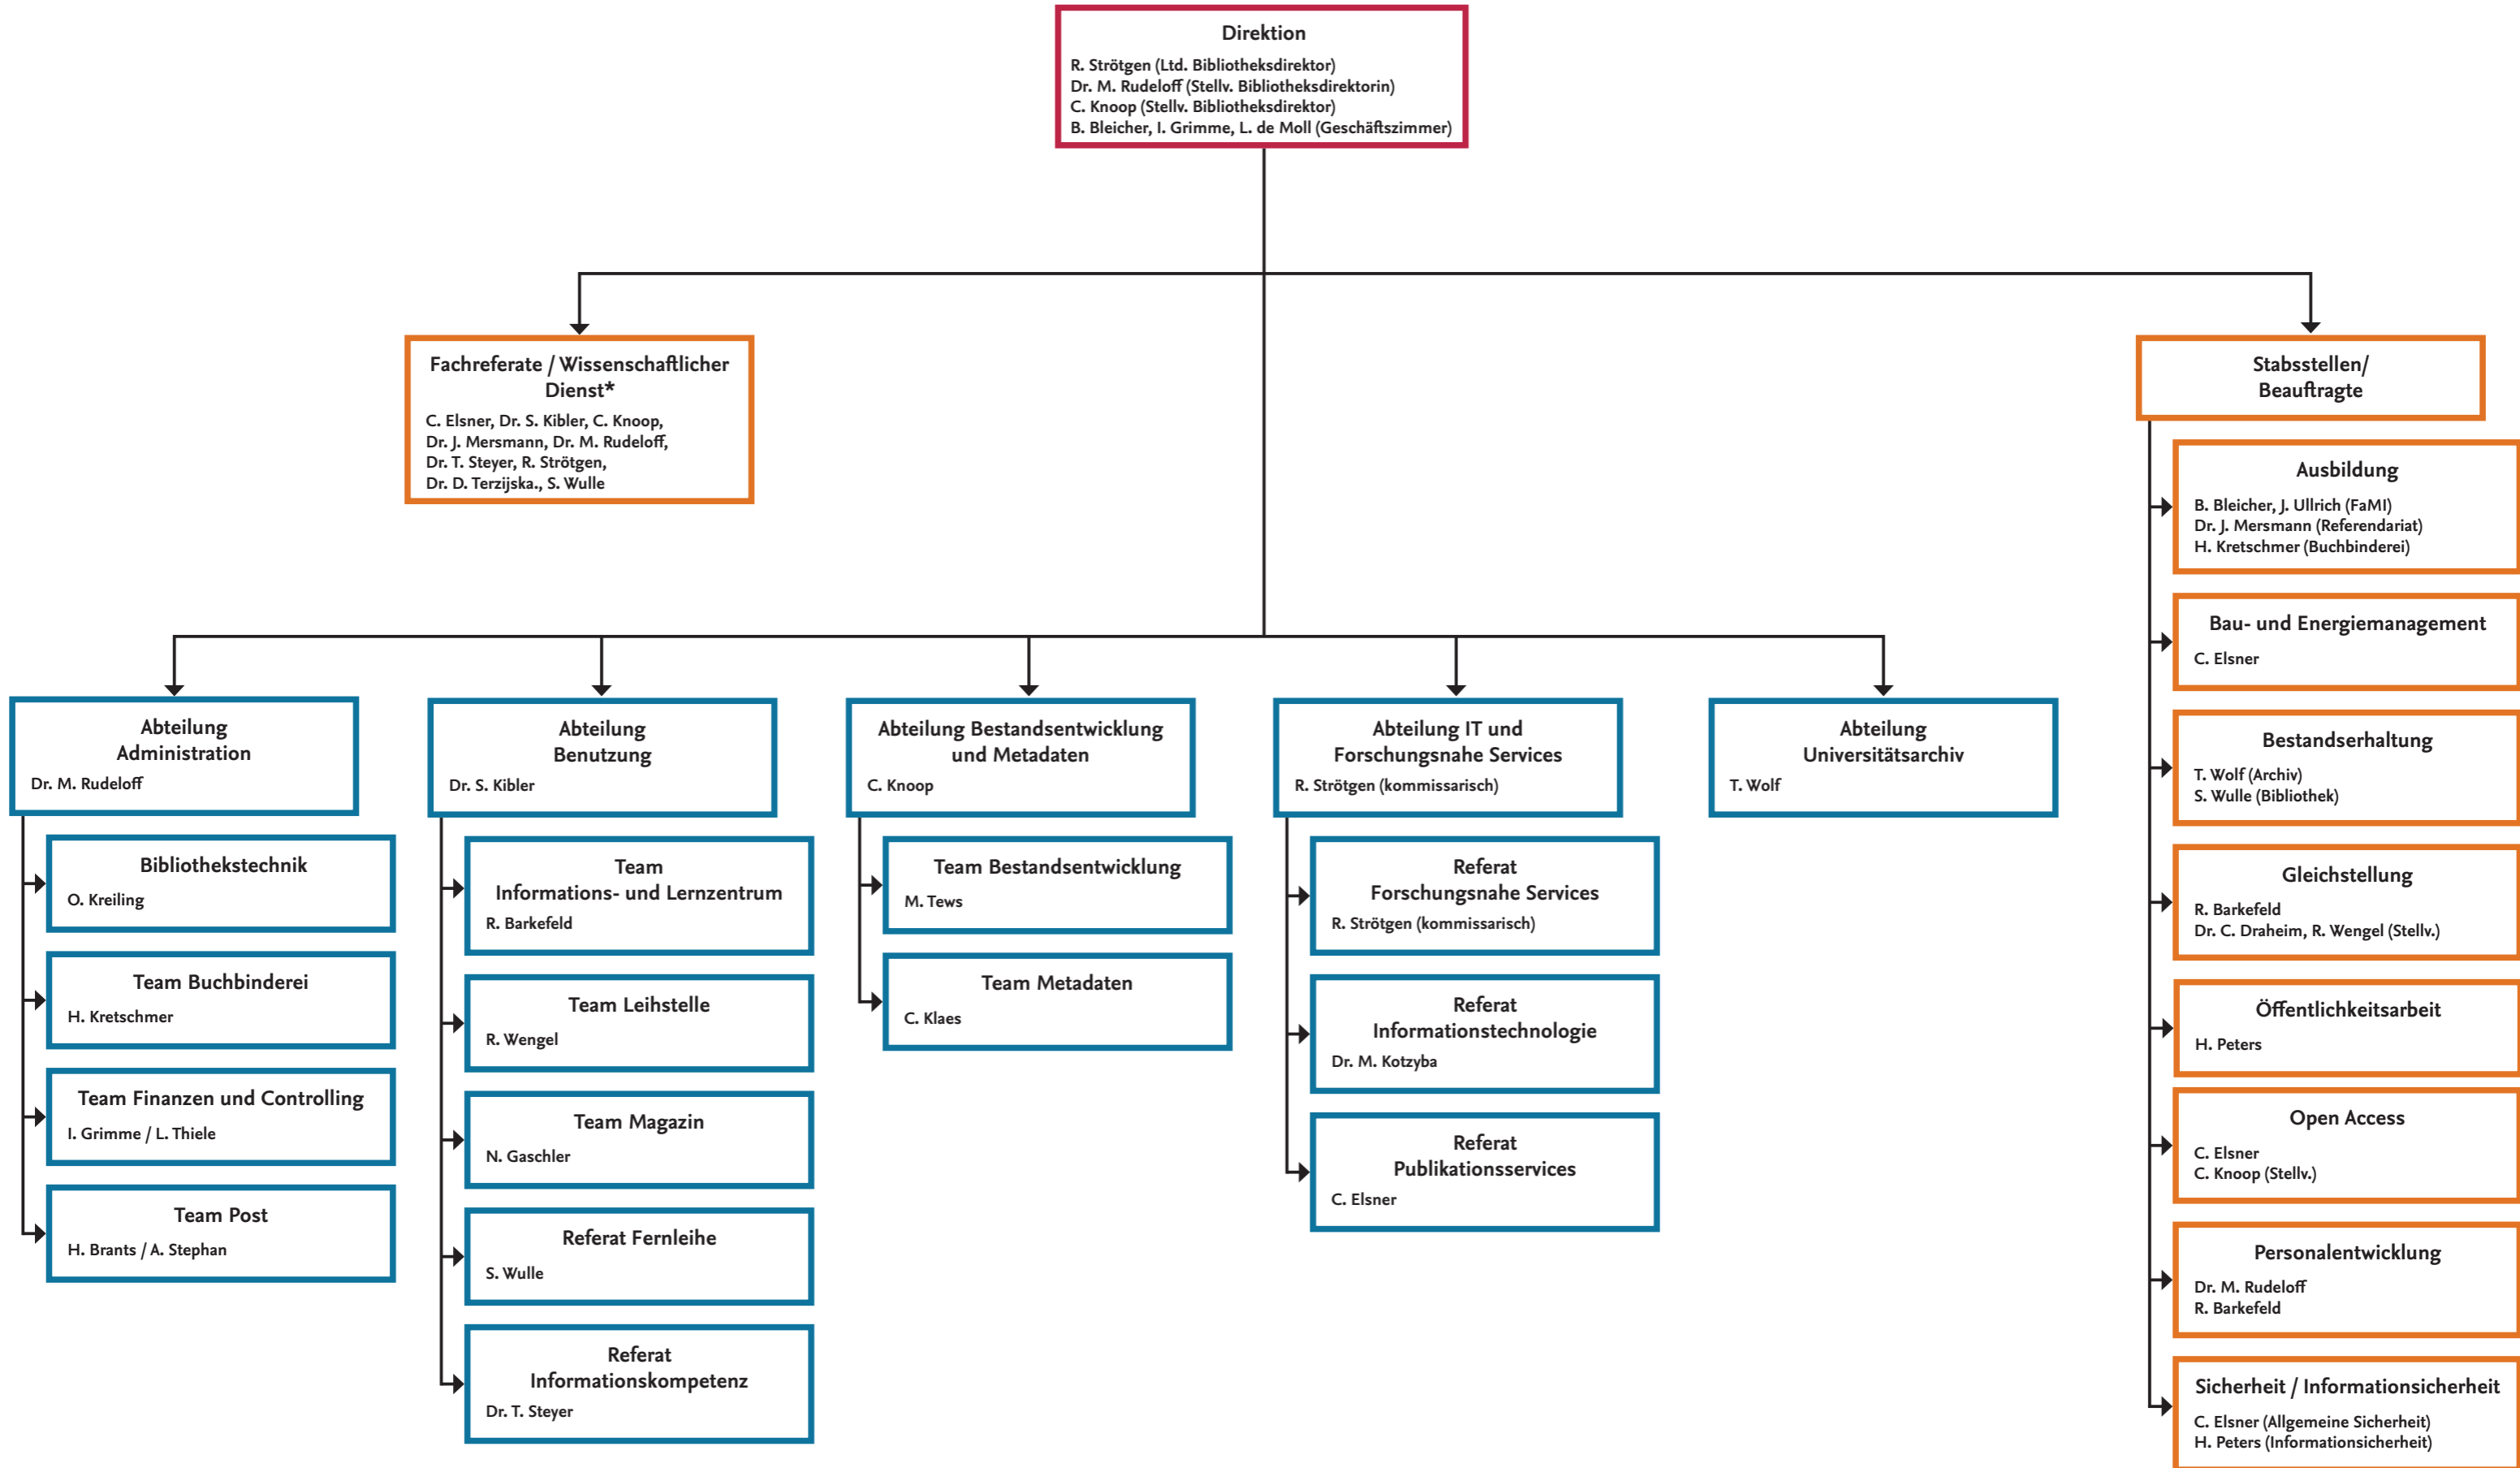 Direktion
R. Strötgen (Ltd. Bibliotheksdirektor)
Dr. M. Rudeloff (Stellv. Bibliotheksdirektorin)
C. Knoop (Stellv. Bibliotheksdirektor)
B. Bleicher, I. Grimme, L. de Moll (Geschäftszimmer)
Fachreferate / Wissenschaftlicher
Dienst*
C. Elsner, Dr. S. Kibler, C. Knoop,
Dr. J. Mersmann, Dr. M. Rudeloff,
Dr. T. Steyer, R. Strötgen,
Dr. D. Terzijska., S. Wulle
Abteilung
Administration
Dr. M. Rudeloff
Bibliothekstechnik
O. Kreiling
Team Buchbinderei
H. Kretschmer
Team Finanzen und Controlling
I. Grimme / L. Thiele
Team Post
H. Brants / A. Stephan
Abteilung
Benutzung
Dr. S. Kibler
Team
Informations- und Lernzentrum
R. Barkefeld
Team Leihstelle
R. Wengel
Team Magazin
N. Gaschler
Referat Fernleihe
S. Wulle
Referat
Informationskompetenz
Dr. T. Steyer
Abteilung Bestandsentwicklung
und Metadaten
C. Knoop
Team Bestandsentwicklung
M. Tews
Team Metadaten
C. Klaes
Abteilung IT und
Forschungsnahe Services
R. Strötgen (kommissarisch)
Referat
Forschungsnahe Services
R. Strötgen (kommissarisch)
Referat
Informationstechnologie
Dr. M. Kotzyba
Referat
Publikationsservices
C. Elsner
Abteilung
Universitätsarchiv
T. Wolf
Stabsstellen/
Beauftragte
Ausbildung
B. Bleicher, J. Ullrich (FaMI)
Dr. J. Mersmann (Referendariat)
H. Kretschmer (Buchbinderei)
Bau- und Energiemanagement
C. Elsner
Bestandserhaltung
T. Wolf (Archiv)
S. Wulle (Bibliothek)
Gleichstellung
R. Barkefeld
Dr. C. Draheim, R. Wengel (Stellv.)
Öffentlichkeitsarbeit
H. Peters
Open Access
C. Elsner
C. Knoop (Stellv.)
Personalentwicklung
Dr. M. Rudeloff
R. Barkefeld
Sicherheit / Informationsicherheit
C. Elsner (Allgemeine Sicherheit)
H. Peters (Informationsicherheit)